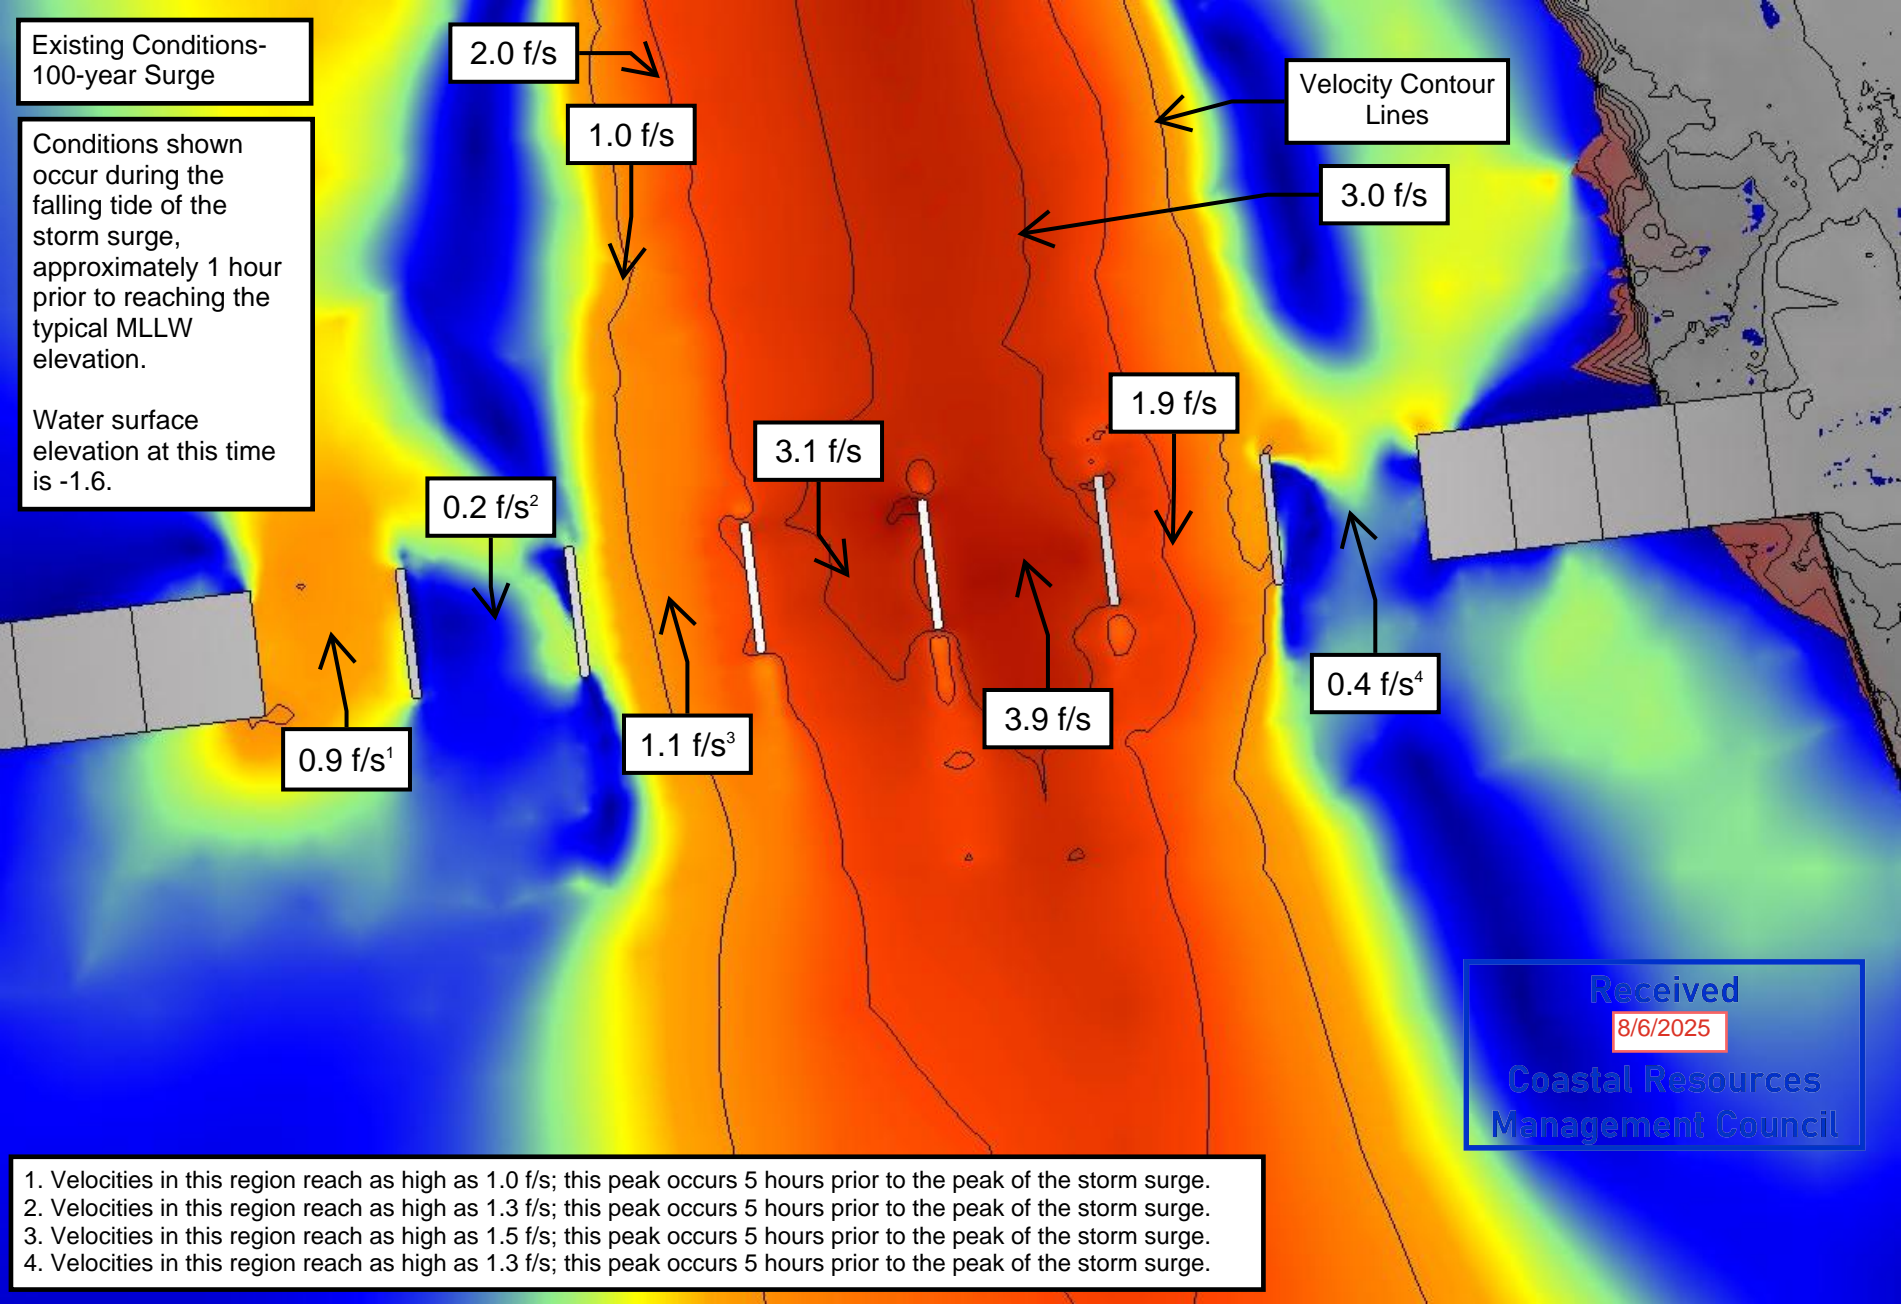 Existing Conditions-
100-year Surge
Conditions shown
occur during the
falling tide of the
storm surge,
approximately 1 hour
prior to reaching the
typical MLLW
elevation.
Water surface
elevation at this time
is -1.6.
2.0 f/s
1.0 f/s
Velocity Contour
Lines
3.0 f/s
1.9 f/s
3.1 f/s
0.2 f/s²
0.4 f/s⁴
3.9 f/s
1.1 f/s³
0.9 f/s¹
Received
8/6/2025
Coastal Resources
Management Council
1. Velocities in this region reach as high as 1.0 f/s; this peak occurs 5 hours prior to the peak of the storm surge.
2. Velocities in this region reach as high as 1.3 f/s; this peak occurs 5 hours prior to the peak of the storm surge.
3. Velocities in this region reach as high as 1.5 f/s; this peak occurs 5 hours prior to the peak of the storm surge.
4. Velocities in this region reach as high as 1.3 f/s; this peak occurs 5 hours prior to the peak of the storm surge.